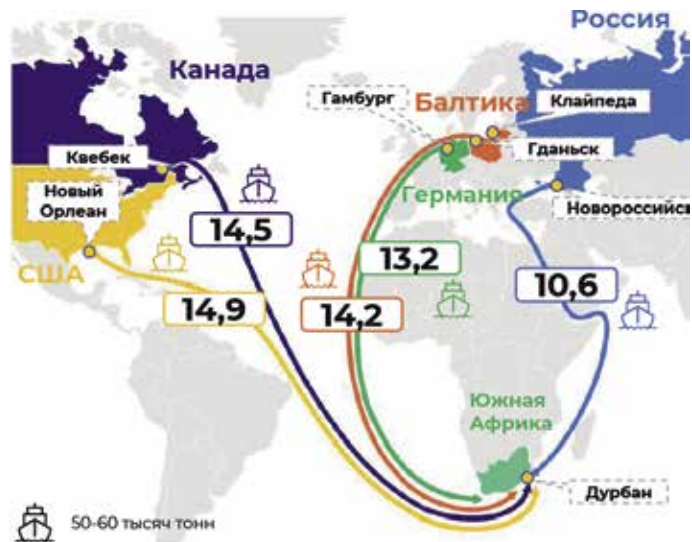 Россия
Канада
Гамбург
Балтика
Клайпеда
Квебек
Гданьск
Новый
Орлеан
Германия
Новороссийск
14,5
США
13,2
10,6
14,9
14,2
Южная
Африка
Дурбан
50-60 тысяч тонн